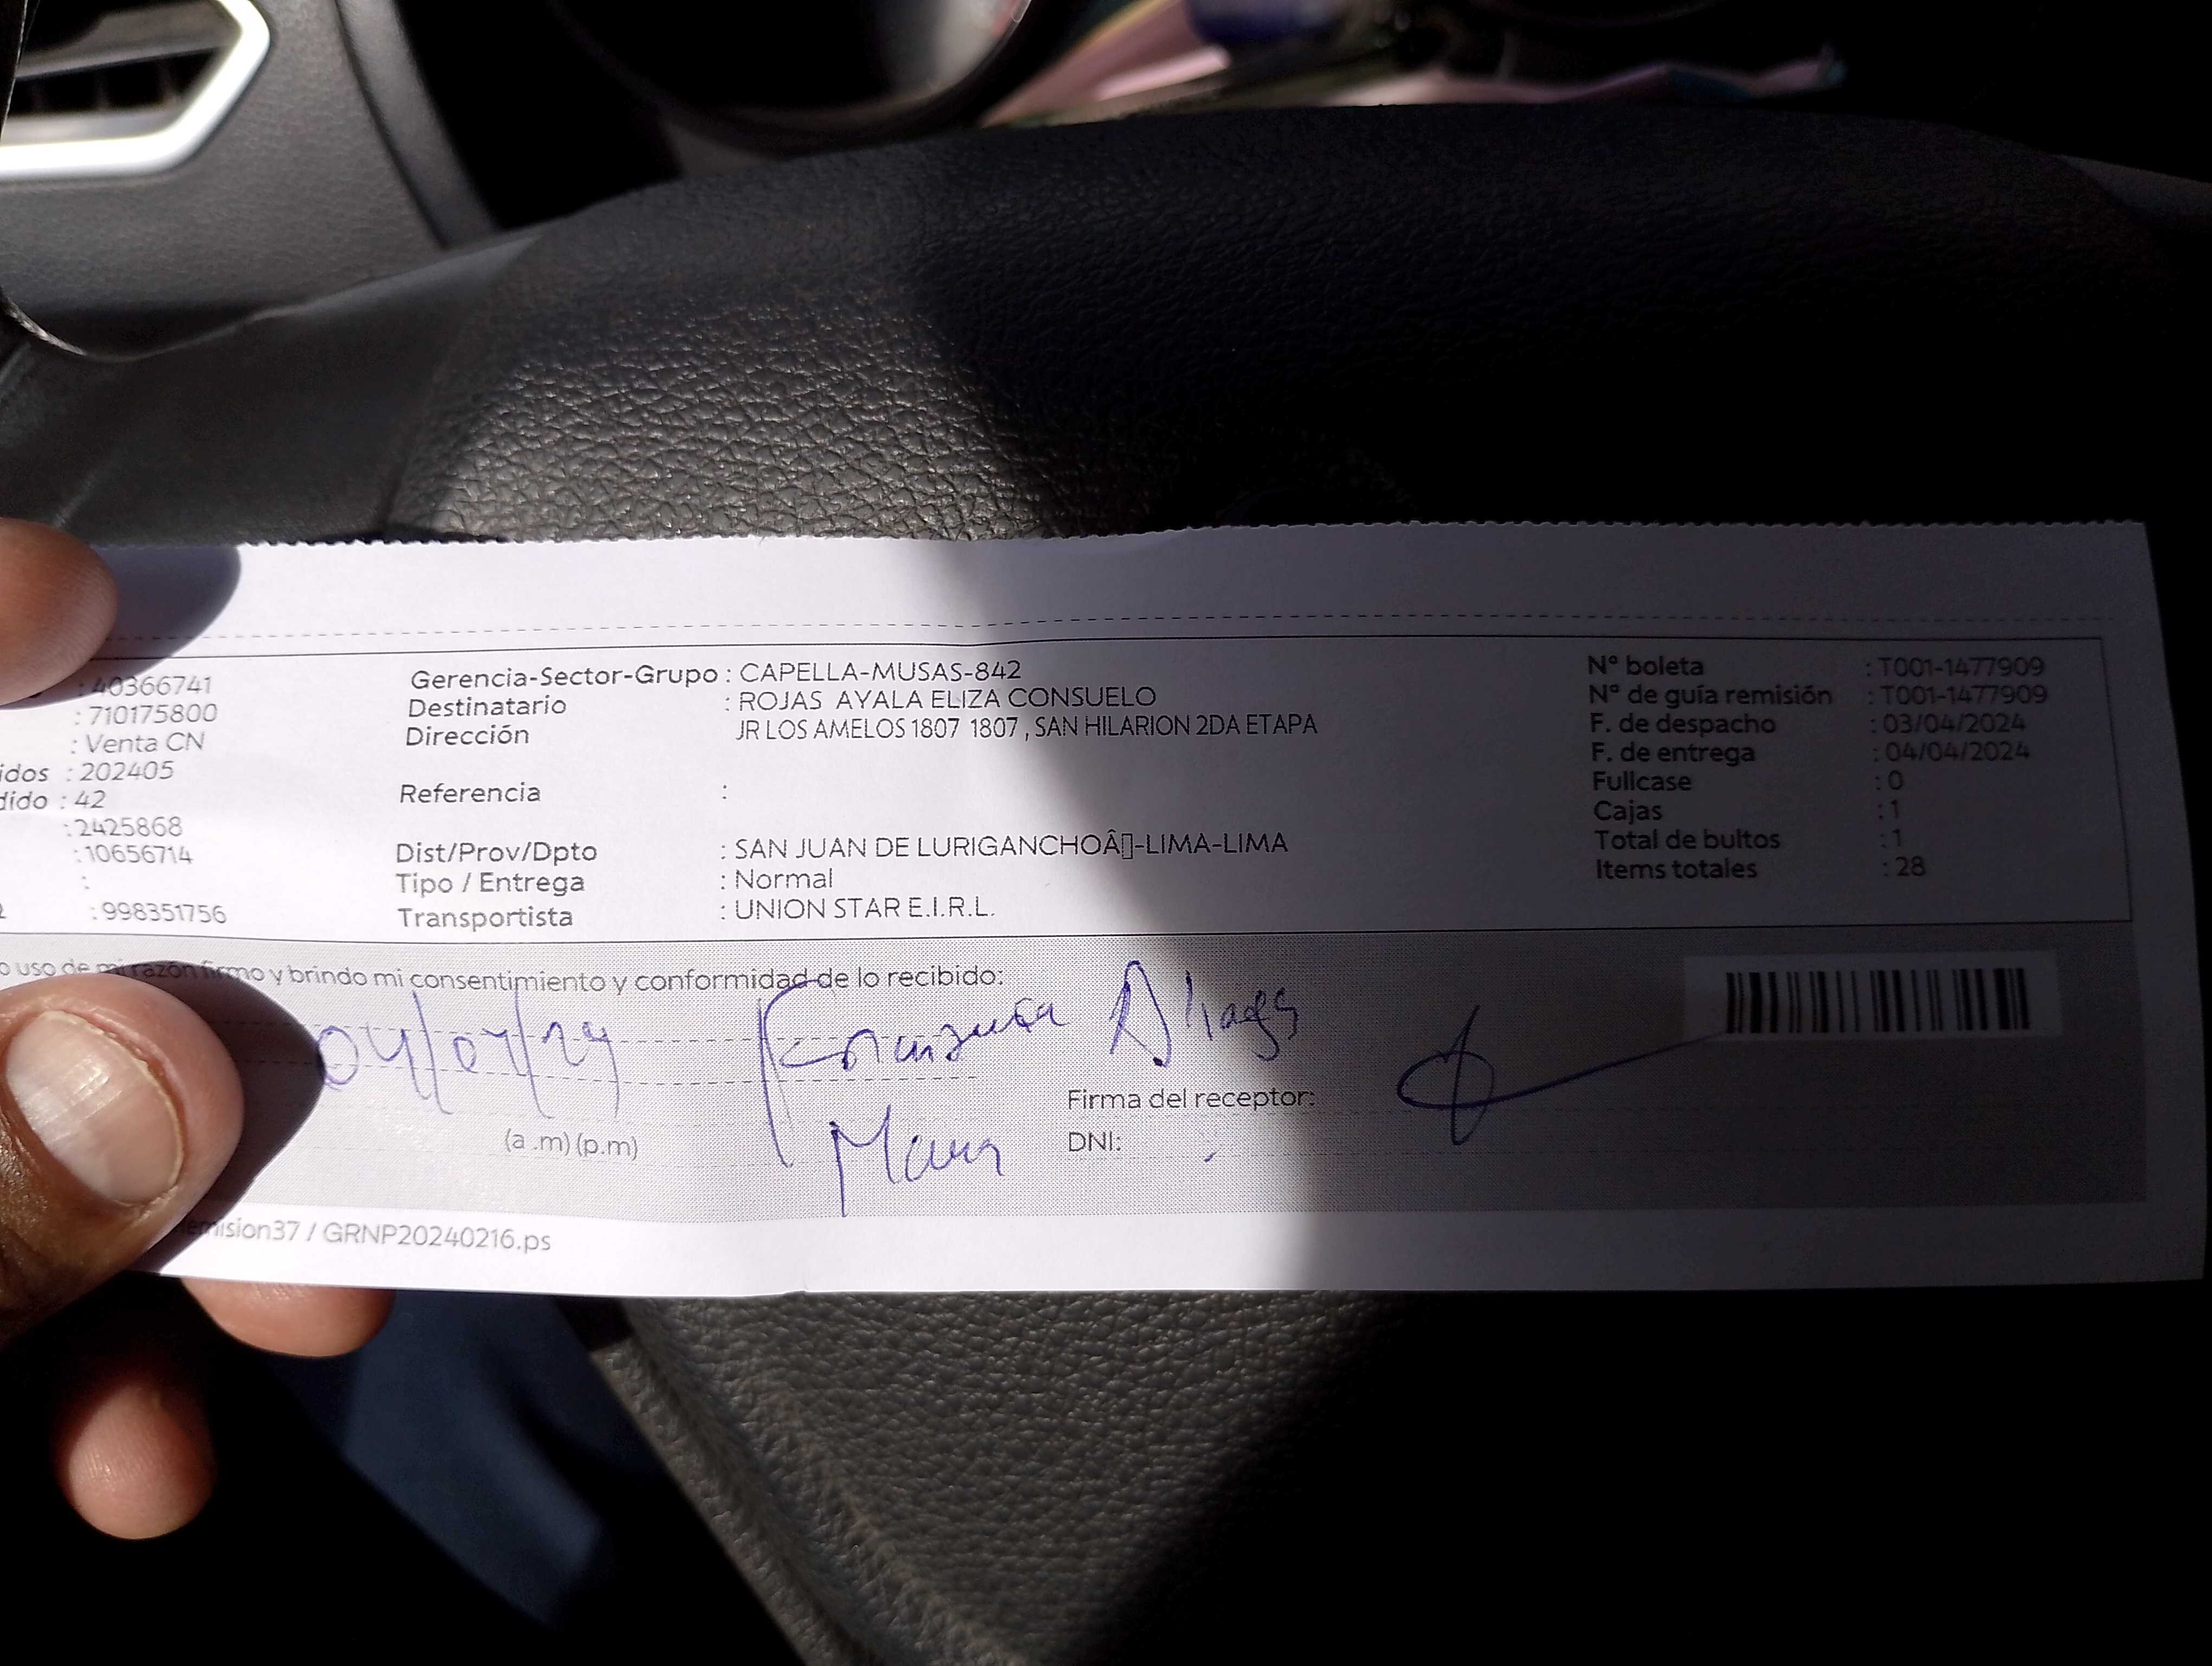 : 40366741
: 710175800
: Venta CN
idos : 202405
dido : 42
: 2425868
: 10656714
:
2 : 998351756
Gerencia-Sector-Grupo : CAPELLA-MUSAS-842
Destinatario : ROJAS AYALA ELIZA CONSUELO
Dirección JR LOS AMELOS 1807 1807 , SAN HILARION 2DA ETAPA
Referencia :
Dist/Prov/Dpto : SAN JUAN DE LURIGANCHOÂ▯-LIMA-LIMA
Tipo / Entrega : Normal
Transportista : UNION STAR E.I.R.L.
N° boleta : T001-1477909
N° de guía remisión : T001-1477909
F. de despacho : 03/04/2024
F. de entrega : 04/04/2024
Fullcase : 0
Cajas : 1
Total de bultos : 1
Items totales : 28
o uso de mi razón firmo y brindo mi consentimiento y conformidad de lo recibido:
04/04/24
Aliaga
Firma del receptor:
(a .m) (p.m)
DNI:
emision37 / GRNP20240216.ps